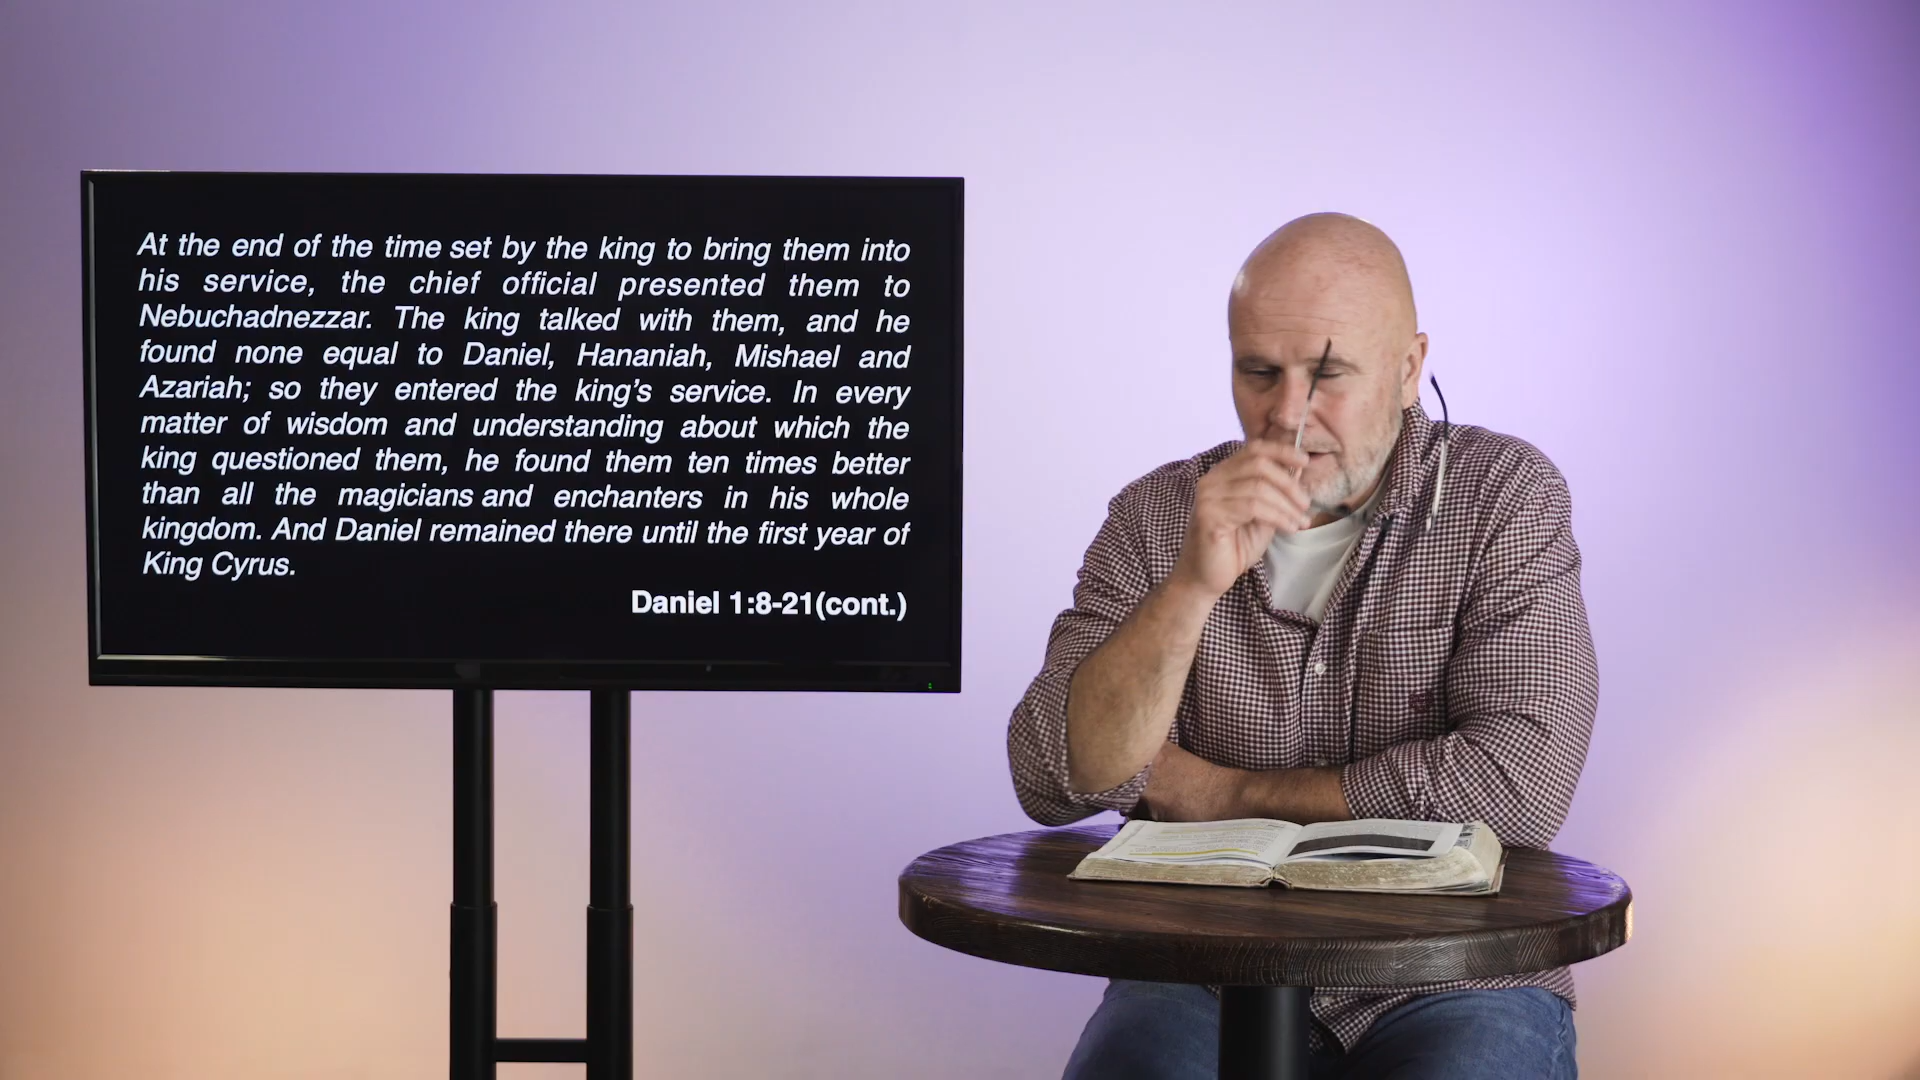 At the end of the time set by the king to bring them into
his service, the chief official presented them to
Nebuchadnezzar. The king talked with them, and he
found none equal to Daniel, Hananiah, Mishael and
Azariah; so they entered the king’s service. In every
matter of wisdom and understanding about which the
king questioned them, he found them ten times better
than all the magicians and enchanters in his whole
kingdom. And Daniel remained there until the first year of
King Cyrus.
Daniel 1:8-21(cont.)